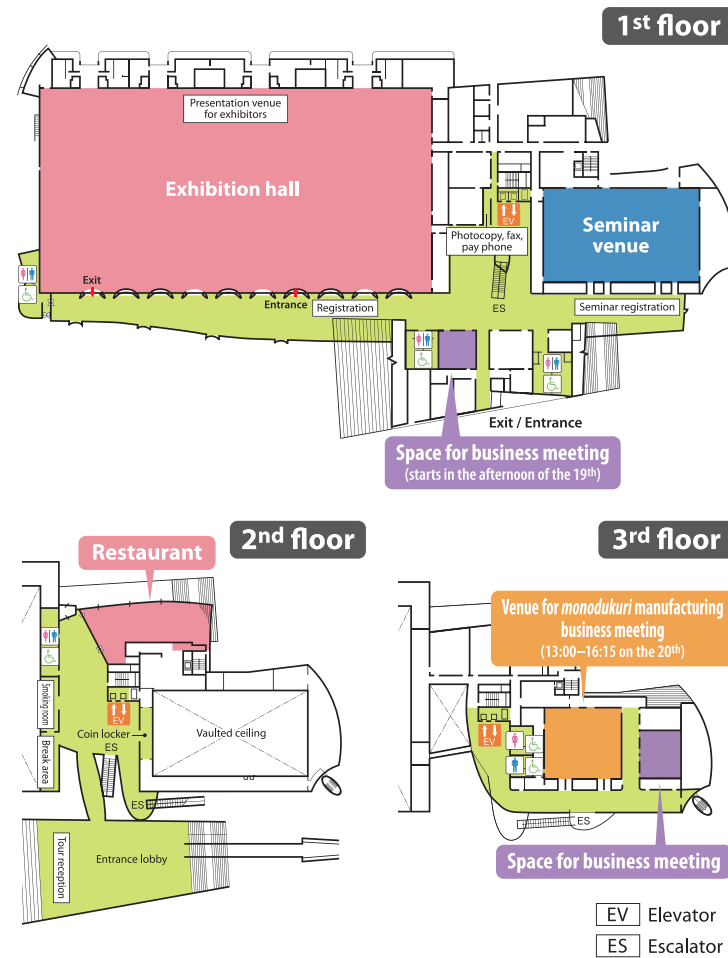 1st floor
Presentation venue
for exhibitors
Exhibition hall
EV
Photocopy, fax,
pay phone
Seminar
venue
Exit
Entrance
Registration
ES
Seminar registration
Exit / Entrance
Space for business meeting
(starts in the afternoon of the 19th)
2nd floor
Restaurant
Smoking room
EV
Coin locker
ES
Vaulted ceiling
Break area
ES
Tour reception
Entrance lobby
3rd floor
Venue for monodukuri manufacturing
business meeting
(13:00–16:15 on the 20th)
EV
ES
Space for business meeting
EV Elevator
ES Escalator